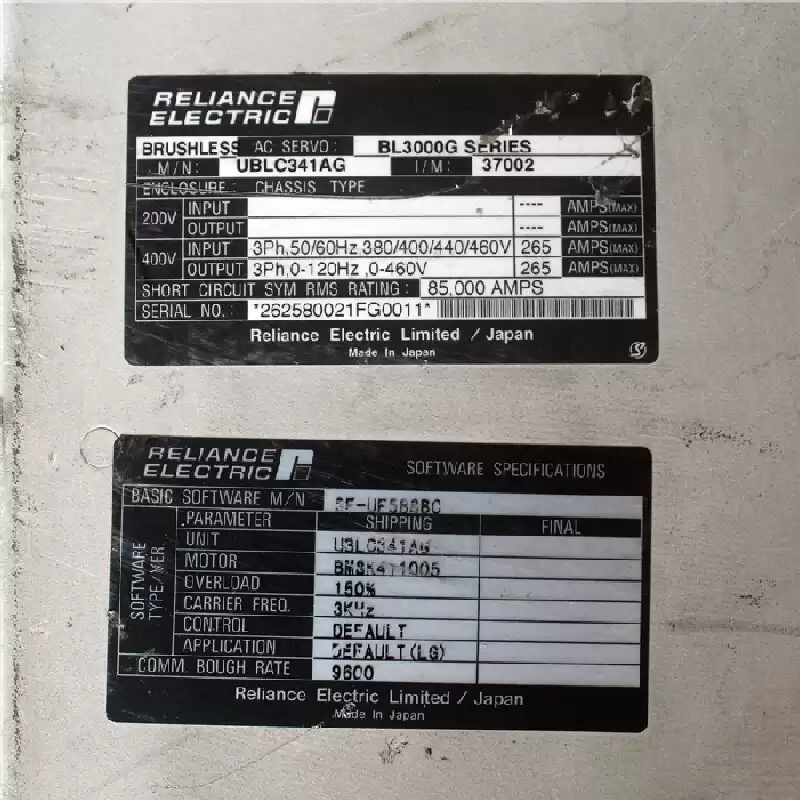 RELIANCE
ELECTRIC
BRUSHLESS AC SERVO: BL3000G SERIES
M/N: UBLC341AG I/M: 37002
ENCLOSURE: CHASSIS TYPE
200V INPUT ---- AMPS(MAX)
OUTPUT ---- AMPS(MAX)
400V INPUT 3Ph,50/60Hz,380/400/440/460V 265 AMPS(MAX)
OUTPUT 3Ph,0-120Hz,0-460V 265 AMPS(MAX)
SHORT CIRCUIT SYM RMS RATING: 85,000 AMPS
SERIAL NO.: *262580021FG0011*
Reliance Electric Limited / Japan
Made In Japan
RELIANCE
ELECTRIC SOFTWARE SPECIFICATIONS
BASIC SOFTWARE M/N
SOFTWARE TYPE/VER.
PARAMETER SHIPPING FINAL
UNIT UBLC341AG
MOTOR
OVERLOAD 150%
CARRIER FREQ. 3KHz
CONTROL DEFAULT
APPLICATION DEFAULT(LG)
COMM. BOUGH RATE 9600
Reliance Electric Limited / Japan
Made In Japan